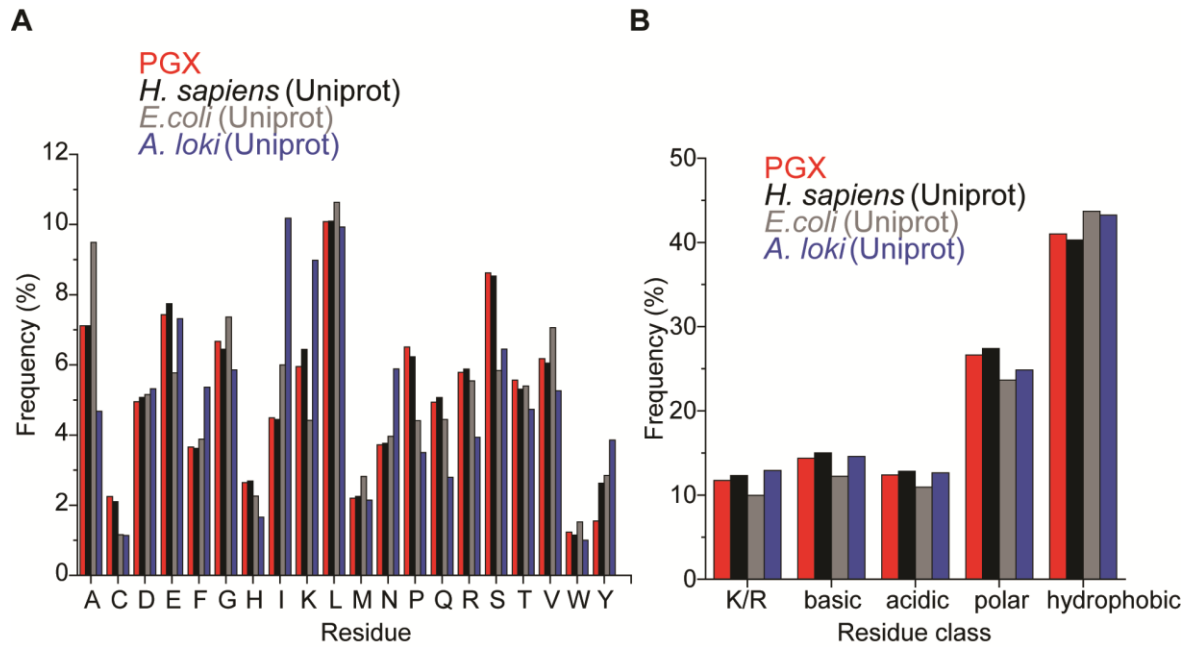 A
PGX
H. sapiens (Uniprot)
E.coli (Uniprot)
A. loki (Uniprot)
12
10
8
6
4
2
0
Frequency (%)
A C D E F G H I K L M N P Q R S T V W Y
Residue
B
PGX
H. sapiens (Uniprot)
E.coli (Uniprot)
A. loki (Uniprot)
50
40
30
20
10
0
Frequency (%)
K/R basic acidic polar hydrophobic
Residue class